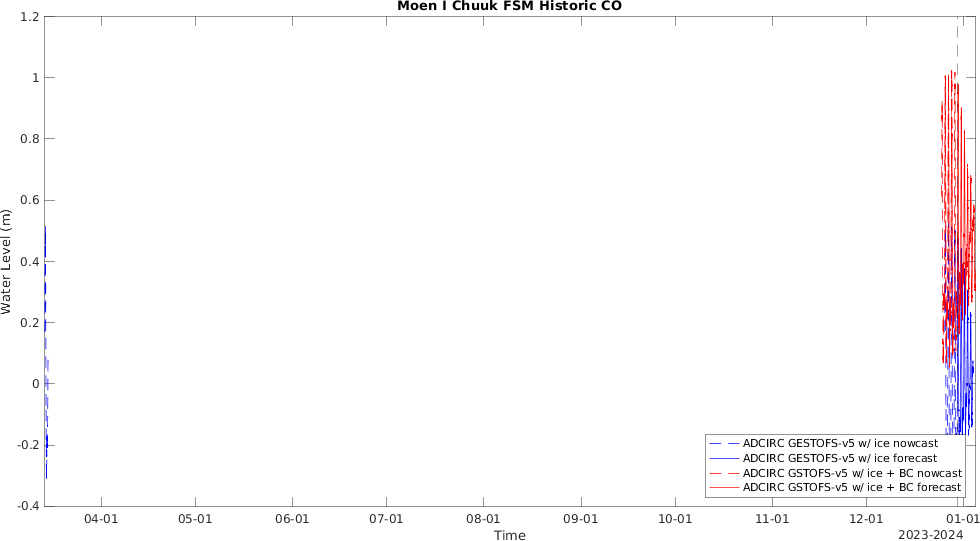 Moen I Chuuk FSM Historic CO
1.2
1
0.8
0.6
0.4
0.2
0
-0.2
-0.4
Water Level (m)
ADCIRC GESTOFS-v5 w/ ice nowcast
ADCIRC GESTOFS-v5 w/ ice forecast
ADCIRC GSTOFS-v5 w/ ice + BC nowcast
ADCIRC GSTOFS-v5 w/ ice + BC forecast
04-01 05-01 06-01 07-01 08-01 09-01 10-01 11-01 12-01 01-01
Time
2023-2024